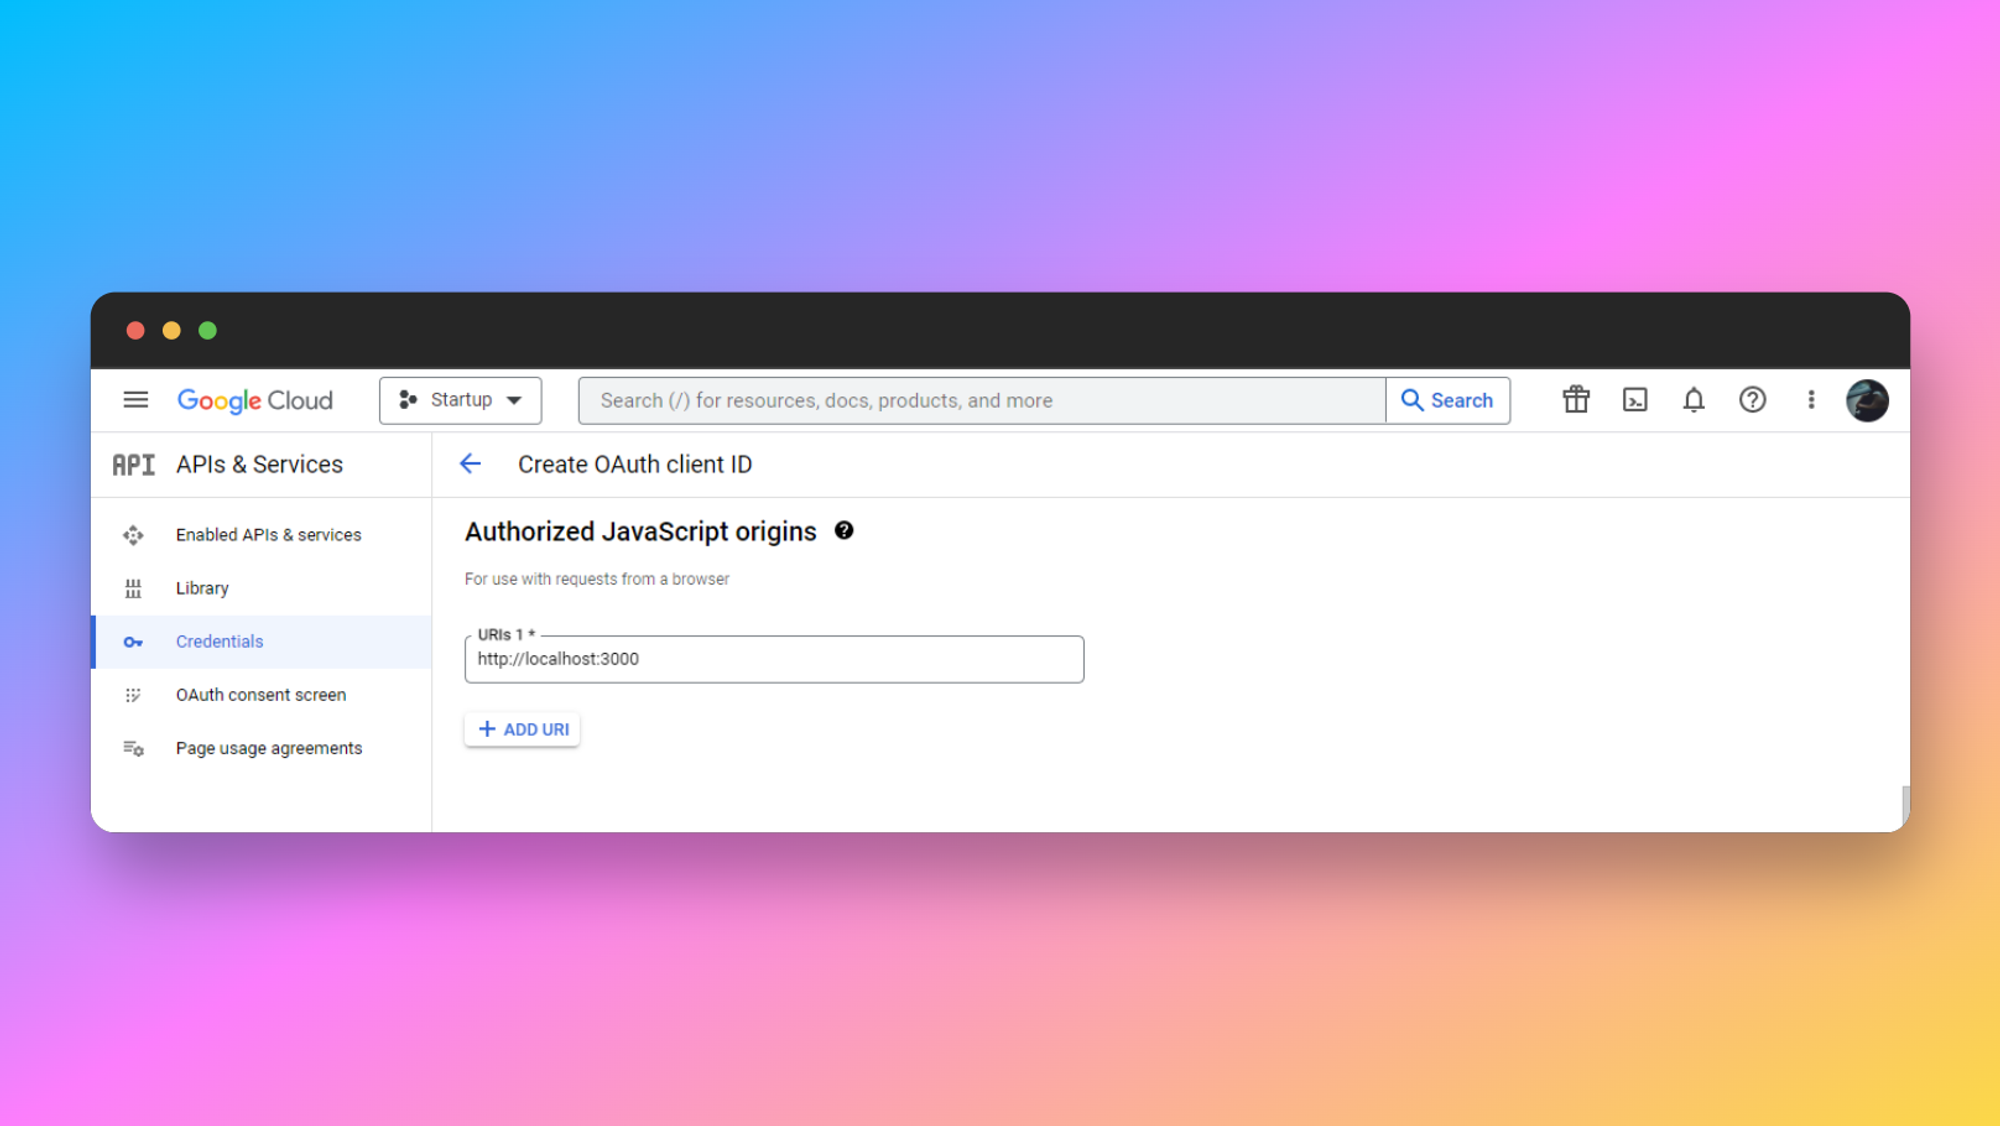 Google Cloud
Startup
Search (/) for resources, docs, products, and more
Search
API APIs & Services
Create OAuth client ID
Enabled APIs & services
Library
Credentials
OAuth consent screen
Page usage agreements
Authorized JavaScript origins
For use with requests from a browser
URIs 1 *
http://localhost:3000
+ ADD URI